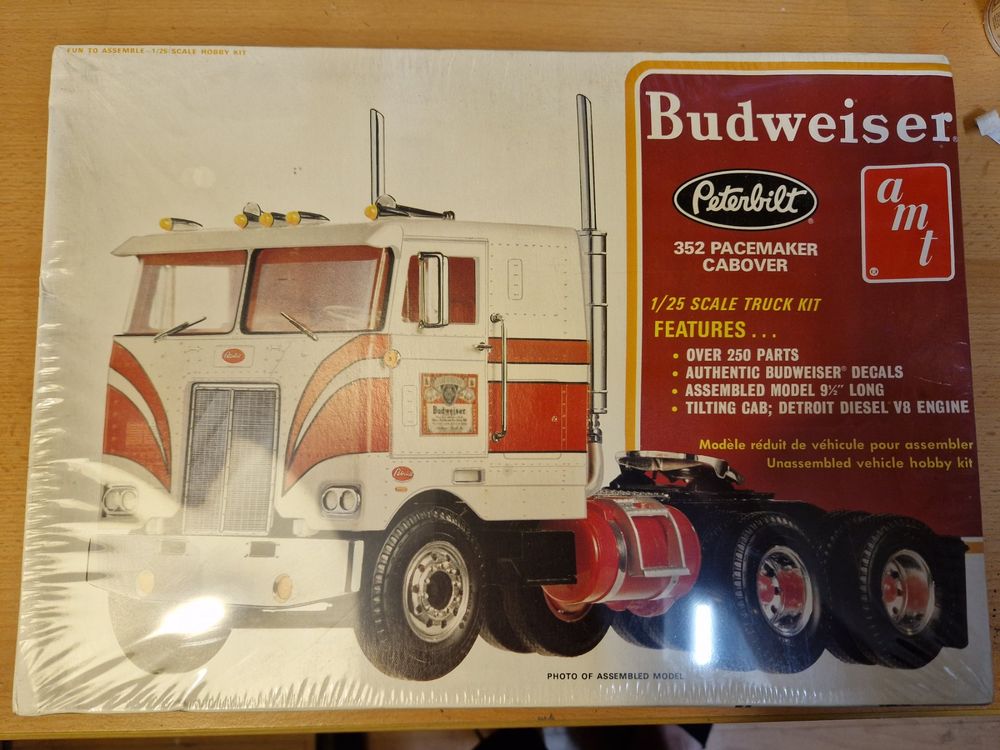 FUN TO ASSEMBLE-1/25 SCALE HOBBY KIT
Budweiser®
Peterbilt®
352 PACEMAKER
CABOVER
amt
®
1/25 SCALE TRUCK KIT
FEATURES...
• OVER 250 PARTS
• AUTHENTIC BUDWEISER® DECALS
• ASSEMBLED MODEL 9½" LONG
• TILTING CAB; DETROIT DIESEL V8 ENGINE
Modèle réduit de véhicule pour assembler
Unassembled vehicle hobby kit
Peterbilt
Budweiser
PHOTO OF ASSEMBLED MODEL